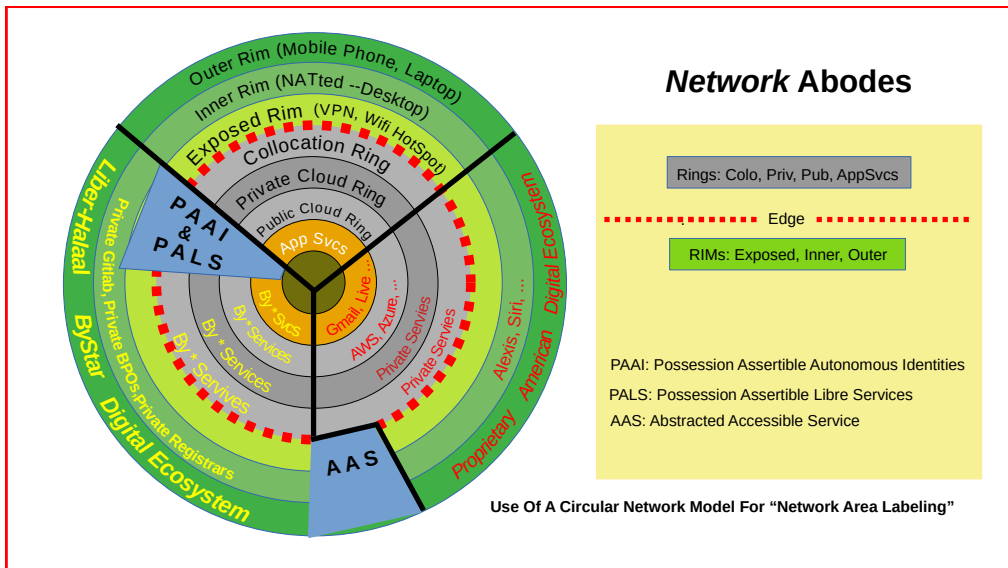 Network Abodes
Outer Rim (Mobile Phone, Laptop)
Inner Rim (NATted --Desktop)
Exposed Rim (VPN, Wifi HotSpot)
Collocation Ring
Private Cloud Ring
Public Cloud Ring
App Svcs
PAAI
&
PALS
Liber-Halaal
ByStar
Digital Ecosystem
Private Gitlab, Private BPOs,Private Registrars
By*Svcs
By*Services
By*Services
By*Servives
Gmail, Live ...
AWS, Azure, ...
Private Servies
Private Servies
Alexis, Siri, ...
Proprietary American Digital Ecosystem
AAS
Rings: Colo, Priv, Pub, AppSvcs
Edge
RIMs: Exposed, Inner, Outer
PAAI: Possession Assertible Autonomous Identities
PALS: Possession Assertible Libre Services
AAS: Abstracted Accessible Service
Use Of A Circular Network Model For “Network Area Labeling”